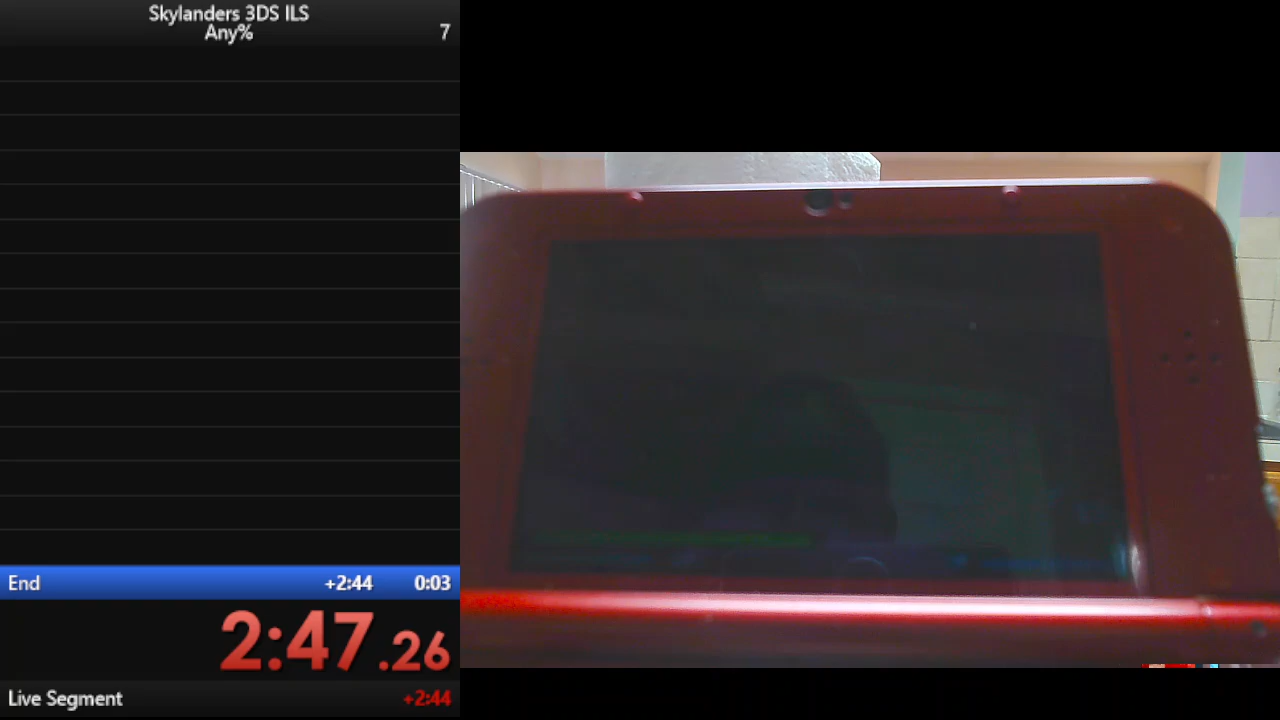 Skylanders 3DS ILS
Any%
7
End +2:44 0:03
2:47.26
Live Segment +2:44